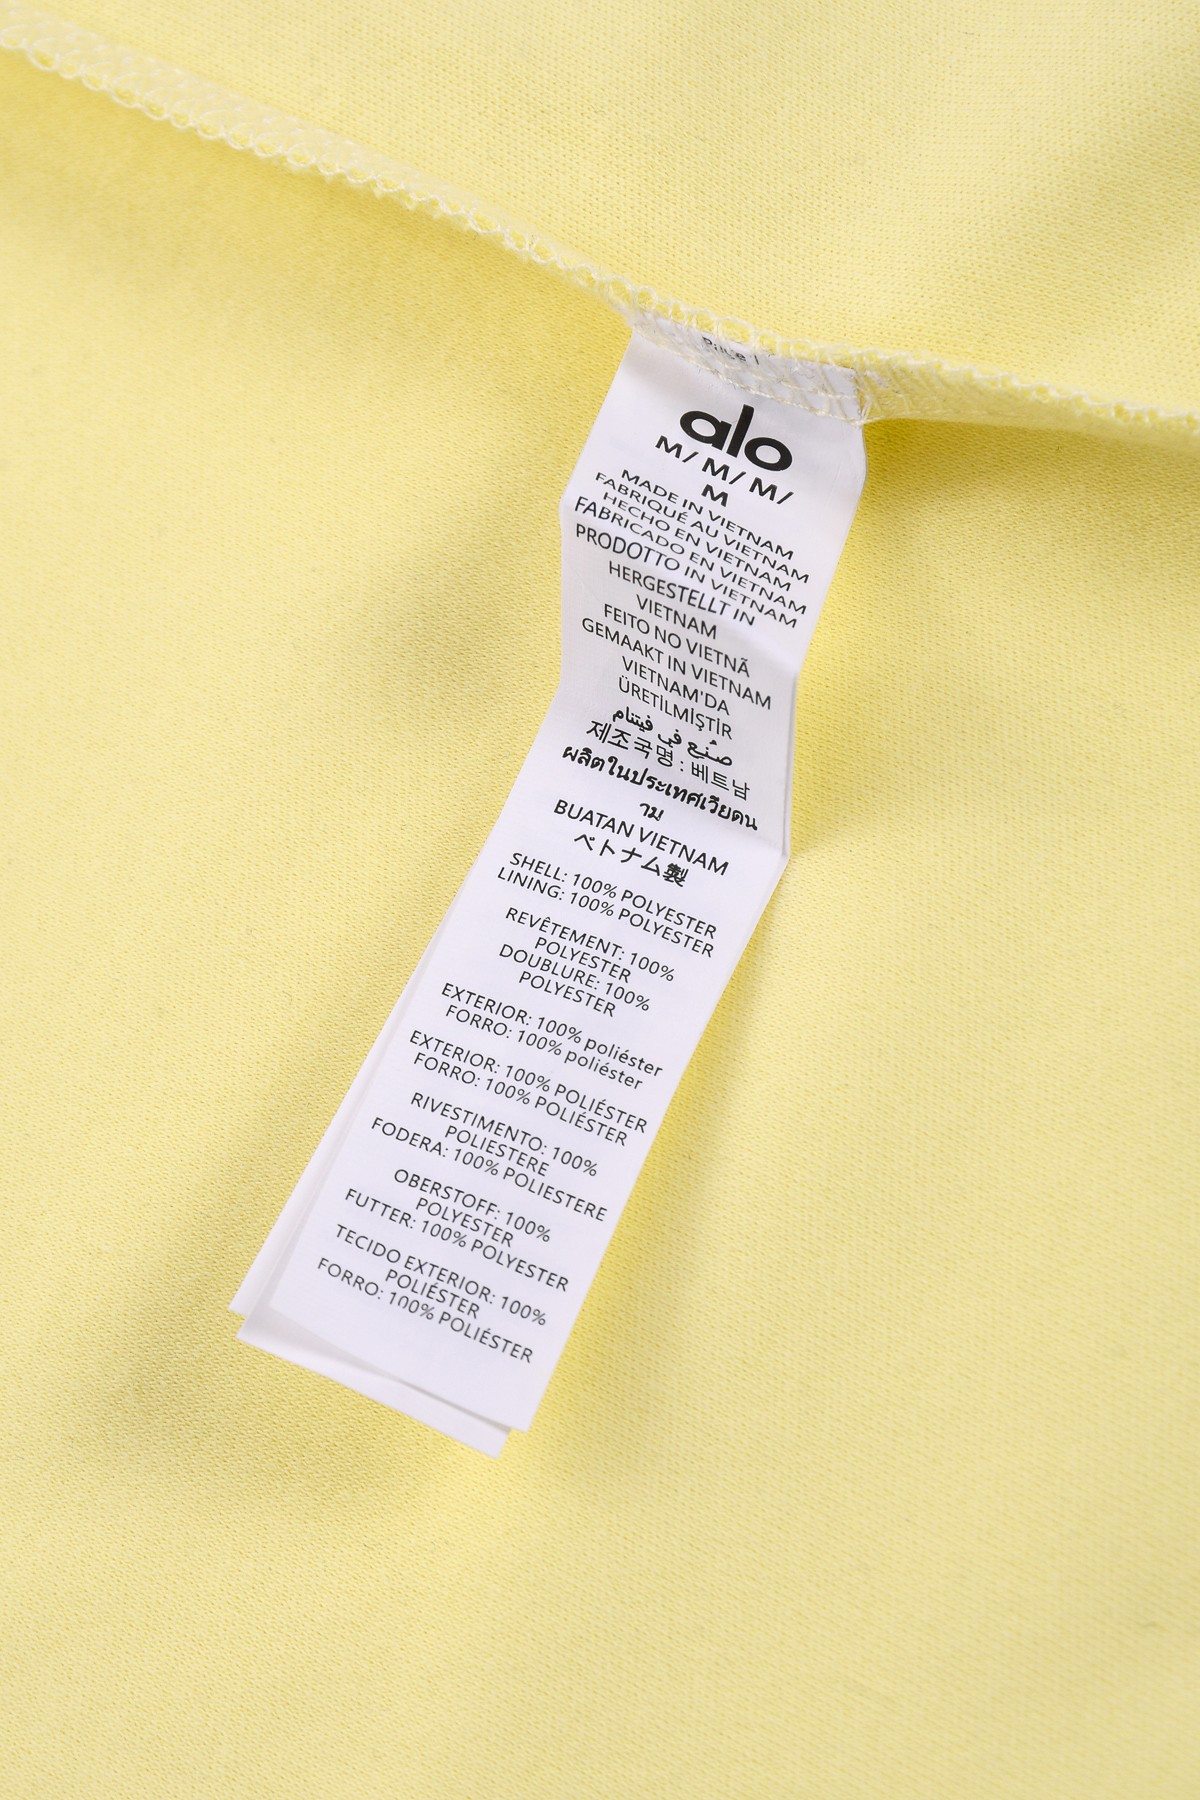 alo
M/ M/ M/
M
MADE IN VIETNAM
FABRIQUÉ AU VIETNAM
HECHO EN VIETNAM
FABRICADO EN VIETNAM
PRODOTTO IN VIETNAM
HERGESTELLT IN
VIETNAM
FEITO NO VIETNÃ
GEMAAKT IN VIETNAM
VIETNAM'DA
ÜRETİLMİŞTİR
صُنِع في فيتنام
제조국명 : 베트남
ผลิตในประเทศเวียดน
าม
BUATAN VIETNAM
ベトナム製
SHELL: 100% POLYESTER
LINING: 100% POLYESTER
REVÊTEMENT: 100%
POLYESTER
DOUBLURE: 100%
POLYESTER
EXTERIOR: 100% poliéster
FORRO: 100% poliéster
EXTERIOR: 100% POLIÉSTER
FORRO: 100% POLIÉSTER
RIVESTIMENTO: 100%
POLIESTERE
FODERA: 100% POLIESTERE
OBERSTOFF: 100%
POLYESTER
FUTTER: 100% POLYESTER
TECIDO EXTERIOR: 100%
POLIÉSTER
FORRO: 100% POLIÉSTER